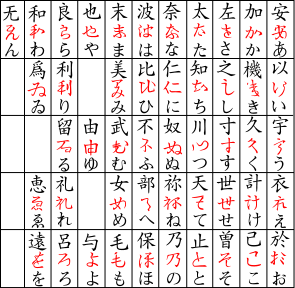 安あ 以い 宇う 衣え 於お
加か 機き 久く 計け 己こ
左さ 之し 寸す 世せ 曽そ
太た 知ち 川つ 天て 止と
奈な 仁に 奴ぬ 祢ね 乃の
波は 比ひ 不ふ 部へ 保ほ
末ま 美み 武む 女め 毛も
也や 由ゆ 与よ
良ら 利り 留る 礼れ 呂ろ
和わ 爲ゐ 恵ゑ 遠を
无ん